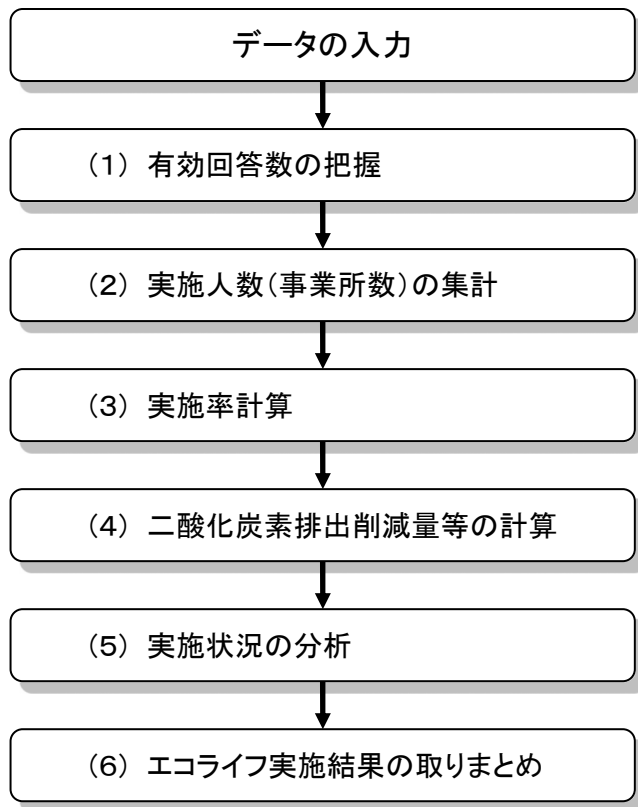 データの入力
（１） 有効回答数の把握
（２） 実施人数（事業所数）の集計
（３） 実施率計算
（４） 二酸化炭素排出削減量等の計算
（５） 実施状況の分析
（６） エコライフ実施結果の取りまとめ